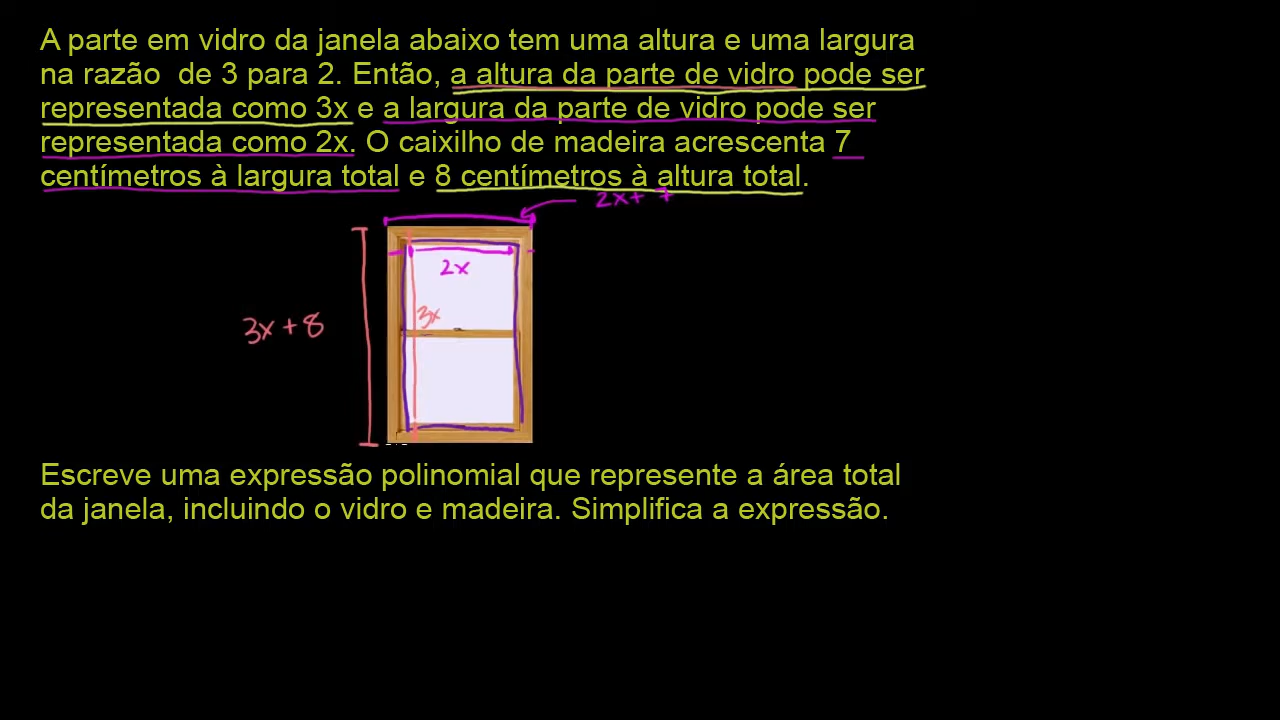 A parte em vidro da janela abaixo tem uma altura e uma largura
na razão de 3 para 2. Então, a altura da parte de vidro pode ser
representada como 3x e a largura da parte de vidro pode ser
representada como 2x. O caixilho de madeira acrescenta 7
centímetros à largura total e 8 centímetros à altura total.
2x+ 7
2x
3x
3x + 8
Escreve uma expressão polinomial que represente a área total
da janela, incluindo o vidro e madeira. Simplifica a expressão.